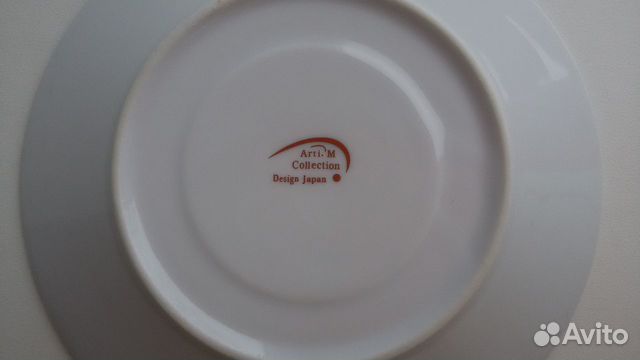 Arti.'M
Collection
Design Japan
Avito